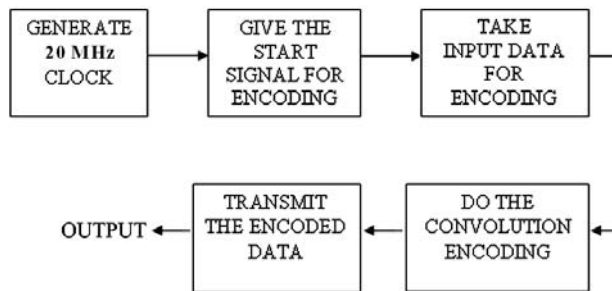 GENERATE
20 MHz
CLOCK
GIVE THE
START
SIGNAL FOR
ENCODING
TAKE
INPUT DATA
FOR
ENCODING
DO THE
CONVOLUTION
ENCODING
TRANSMIT
THE ENCODED
DATA
OUTPUT